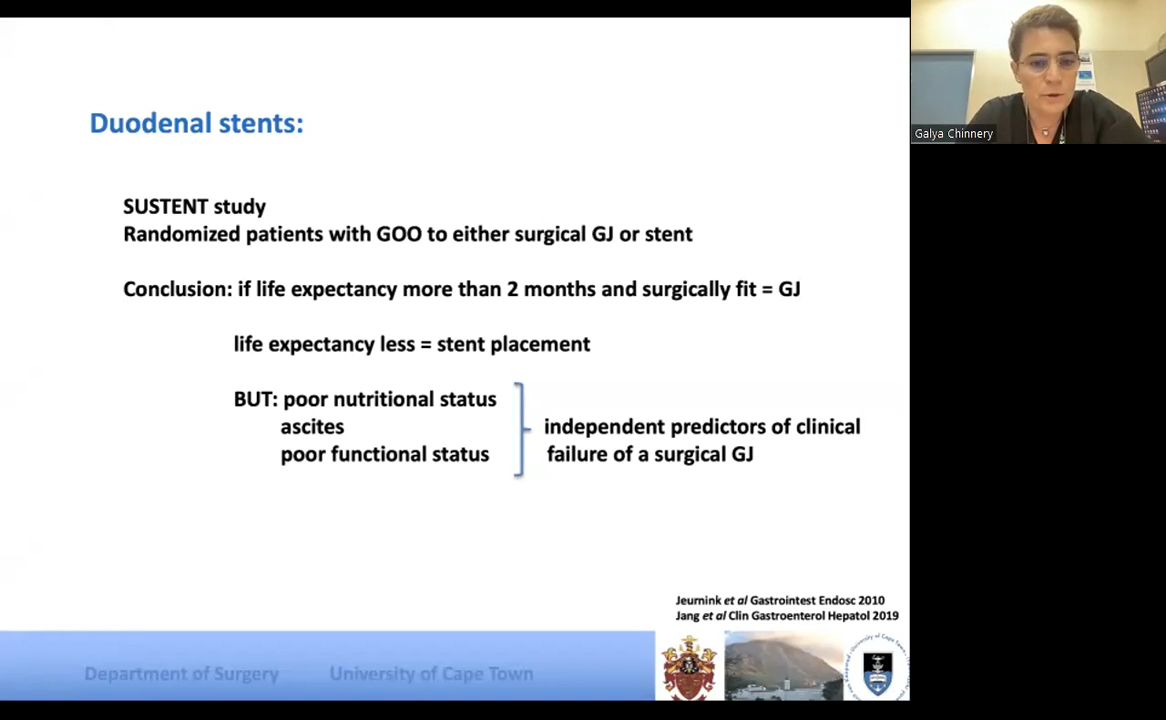 Duodenal stents:
SUSTENT study
Randomized patients with GOO to either surgical GJ or stent
Conclusion: if life expectancy more than 2 months and surgically fit = GJ
life expectancy less = stent placement
BUT: poor nutritional status
ascites
poor functional status
independent predictors of clinical
failure of a surgical GJ
Jeurnink et al Gastrointest Endosc 2010
Jang et al Clin Gastroenterol Hepatol 2019
Department of Surgery University of Cape Town
Galya Chinnery